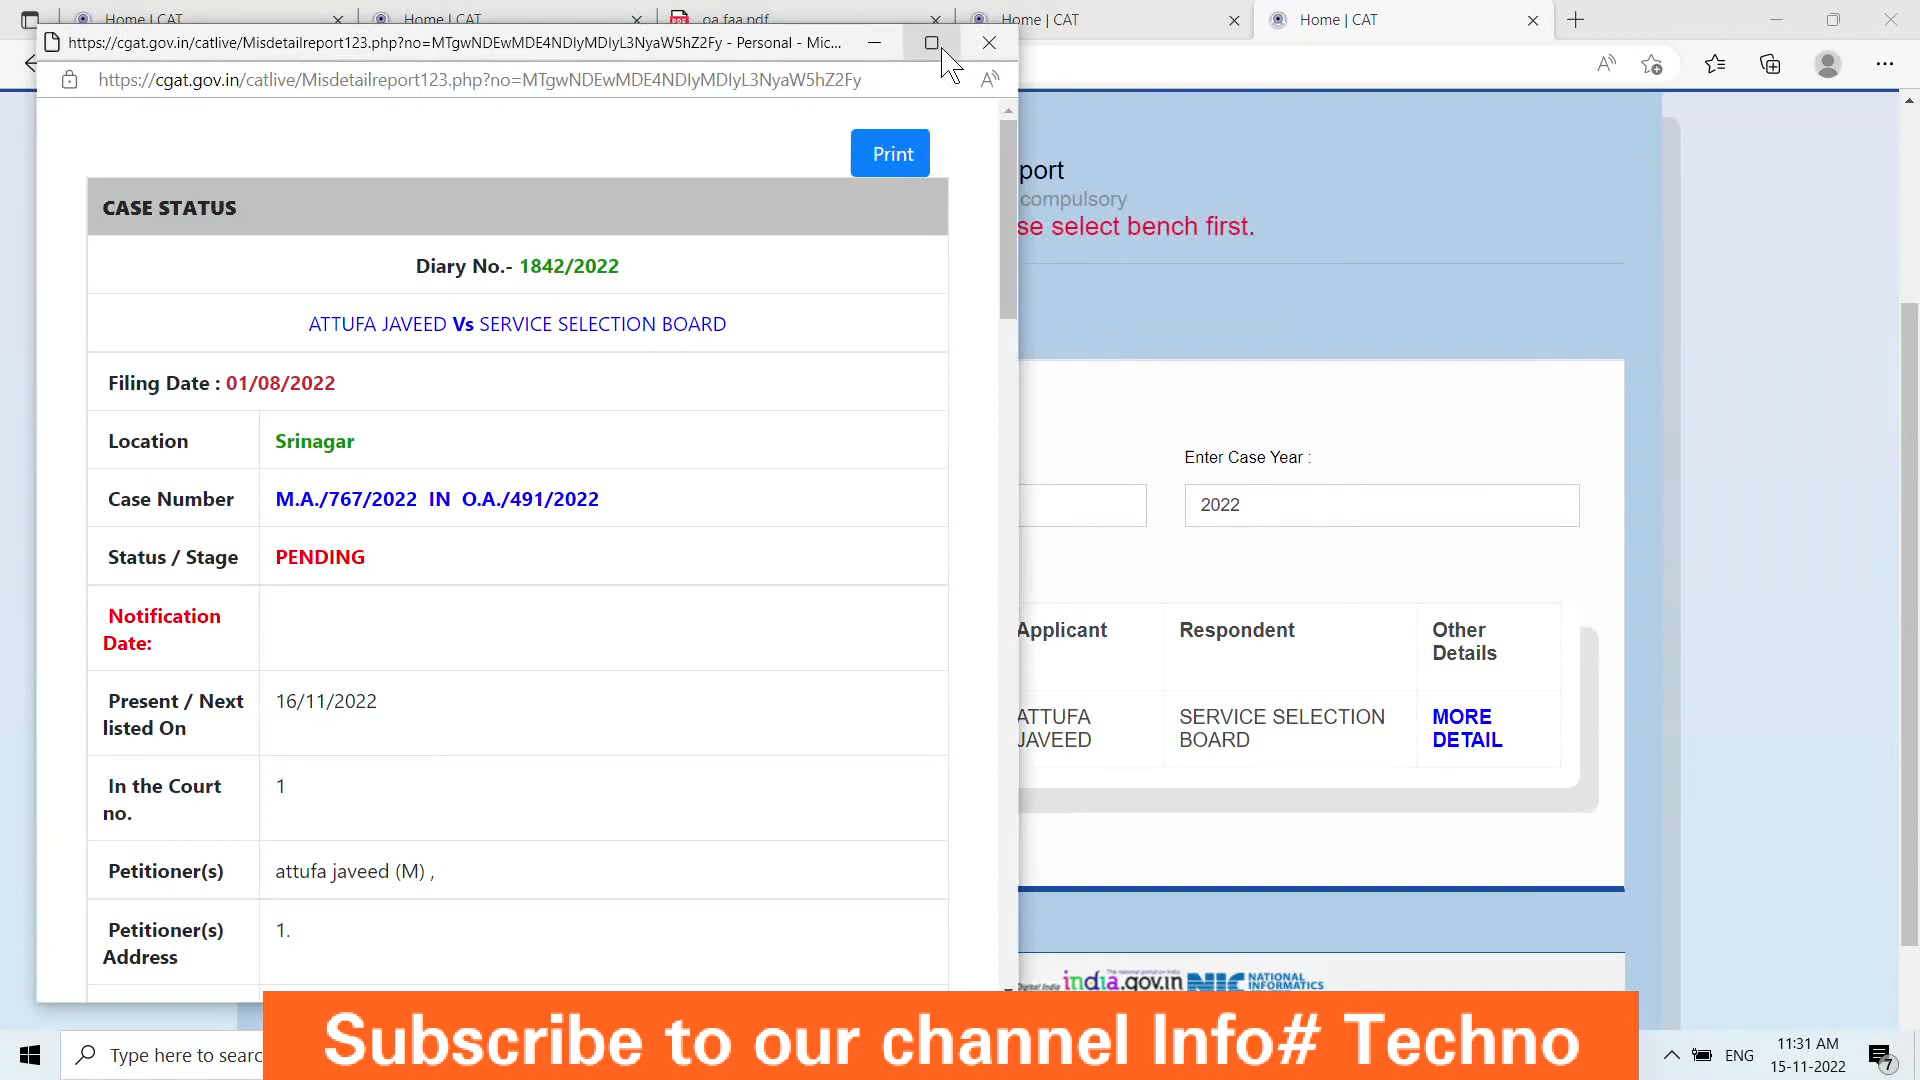 Home | CAT
Home | CAT
oa faa.pdf
Home | CAT
Home | CAT
https://cgat.gov.in/catlive/Misdetailreport123.php?no=MTgwNDEwMDE4NDIyMDIyL3NyaW5hZ2Fy - Personal - Mic...
https://cgat.gov.in/catlive/Misdetailreport123.php?no=MTgwNDEwMDE4NDIyMDIyL3NyaW5hZ2Fy
Print
CASE STATUS
Diary No.- 1842/2022
ATTUFA JAVEED Vs SERVICE SELECTION BOARD
Filing Date : 01/08/2022
Location Srinagar
Case Number M.A./767/2022 IN O.A./491/2022
Status / Stage PENDING
Notification
Date:
Present / Next
listed On
16/11/2022
In the Court
no.
1
Petitioner(s) attufa javeed (M) ,
Petitioner(s)
Address
1.
port
compulsory
se select bench first.
Enter Case Year :
2022
Applicant Respondent Other
Details
ATTUFA
JAVEED
SERVICE SELECTION
BOARD
MORE
DETAIL
Digital India
india.gov.in
NIC NATIONAL
INFORMATICS
Subscribe to our channel Info# Techno
Type here to searc
ENG
11:31 AM
15-11-2022
7